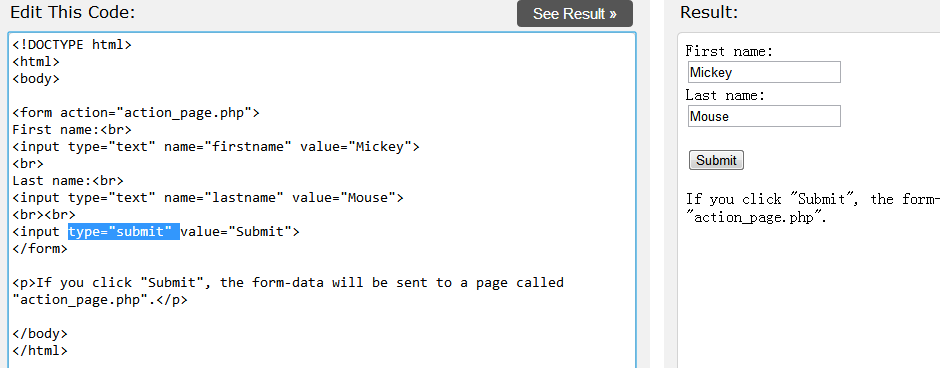 Edit This Code:
See Result »
<!DOCTYPE html>
<html>
<body>
<form action="action_page.php">
First name:<br>
<input type="text" name="firstname" value="Mickey">
<br>
Last name:<br>
<input type="text" name="lastname" value="Mouse">
<br><br>
<input type="submit" value="Submit">
</form>
<p>If you click "Submit", the form-data will be sent to a page called
"action_page.php".</p>
</body>
</html>
Result:
First name:
Mickey
Last name:
Mouse
Submit
If you click "Submit", the form-
"action_page.php".